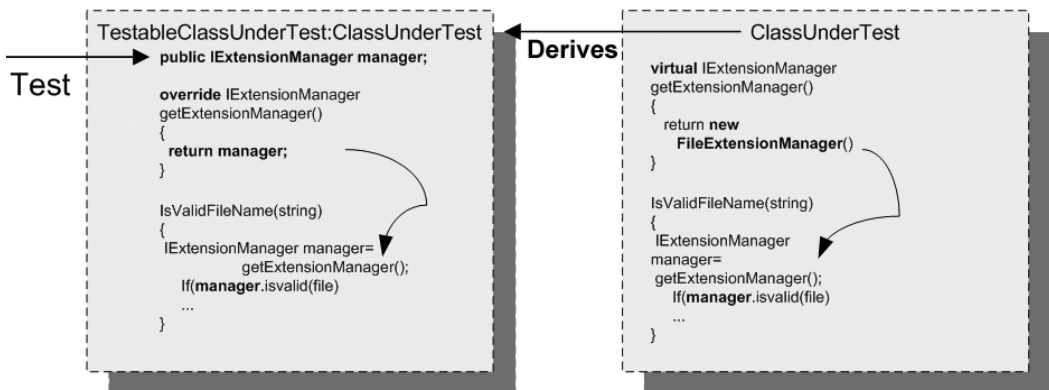 Test
TestableClassUnderTest:ClassUnderTest
public IExtensionManager manager;
override IExtensionManager
getExtensionManager()
{
return manager;
}
IsValidFileName(string)
{
IExtensionManager manager=
getExtensionManager();
If(manager.isvalid(file)
...
}
Derives
ClassUnderTest
virtual IExtensionManager
getExtensionManager()
{
return new
FileExtensionManager()
}
IsValidFileName(string)
{
IExtensionManager
manager=
getExtensionManager();
If(manager.isvalid(file)
...
}